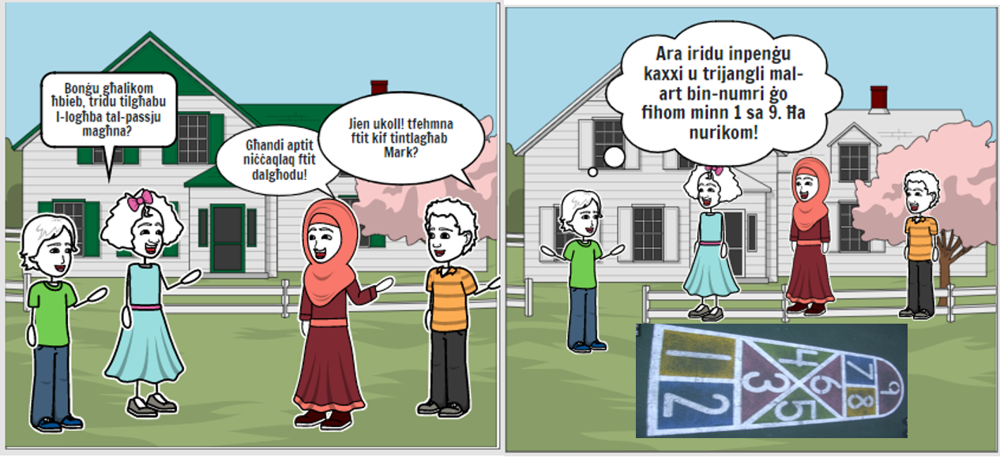 Bonġu għalikom
ħbieb, tridu tilgħabu
l-logħba tal-passju
magħna?
Għandi aptit
niċċaqlaq ftit
dalgħodu!
Jien ukoll! tfehmna
ftit kif tintlagħab
Mark?
Ara iridu inpenġu
kaxxi u trijangli mal-
art bin-numri ġo
fihom minn 1 sa 9. Ħa
nurikom!
1
2
3
4
5
6
7
8
9